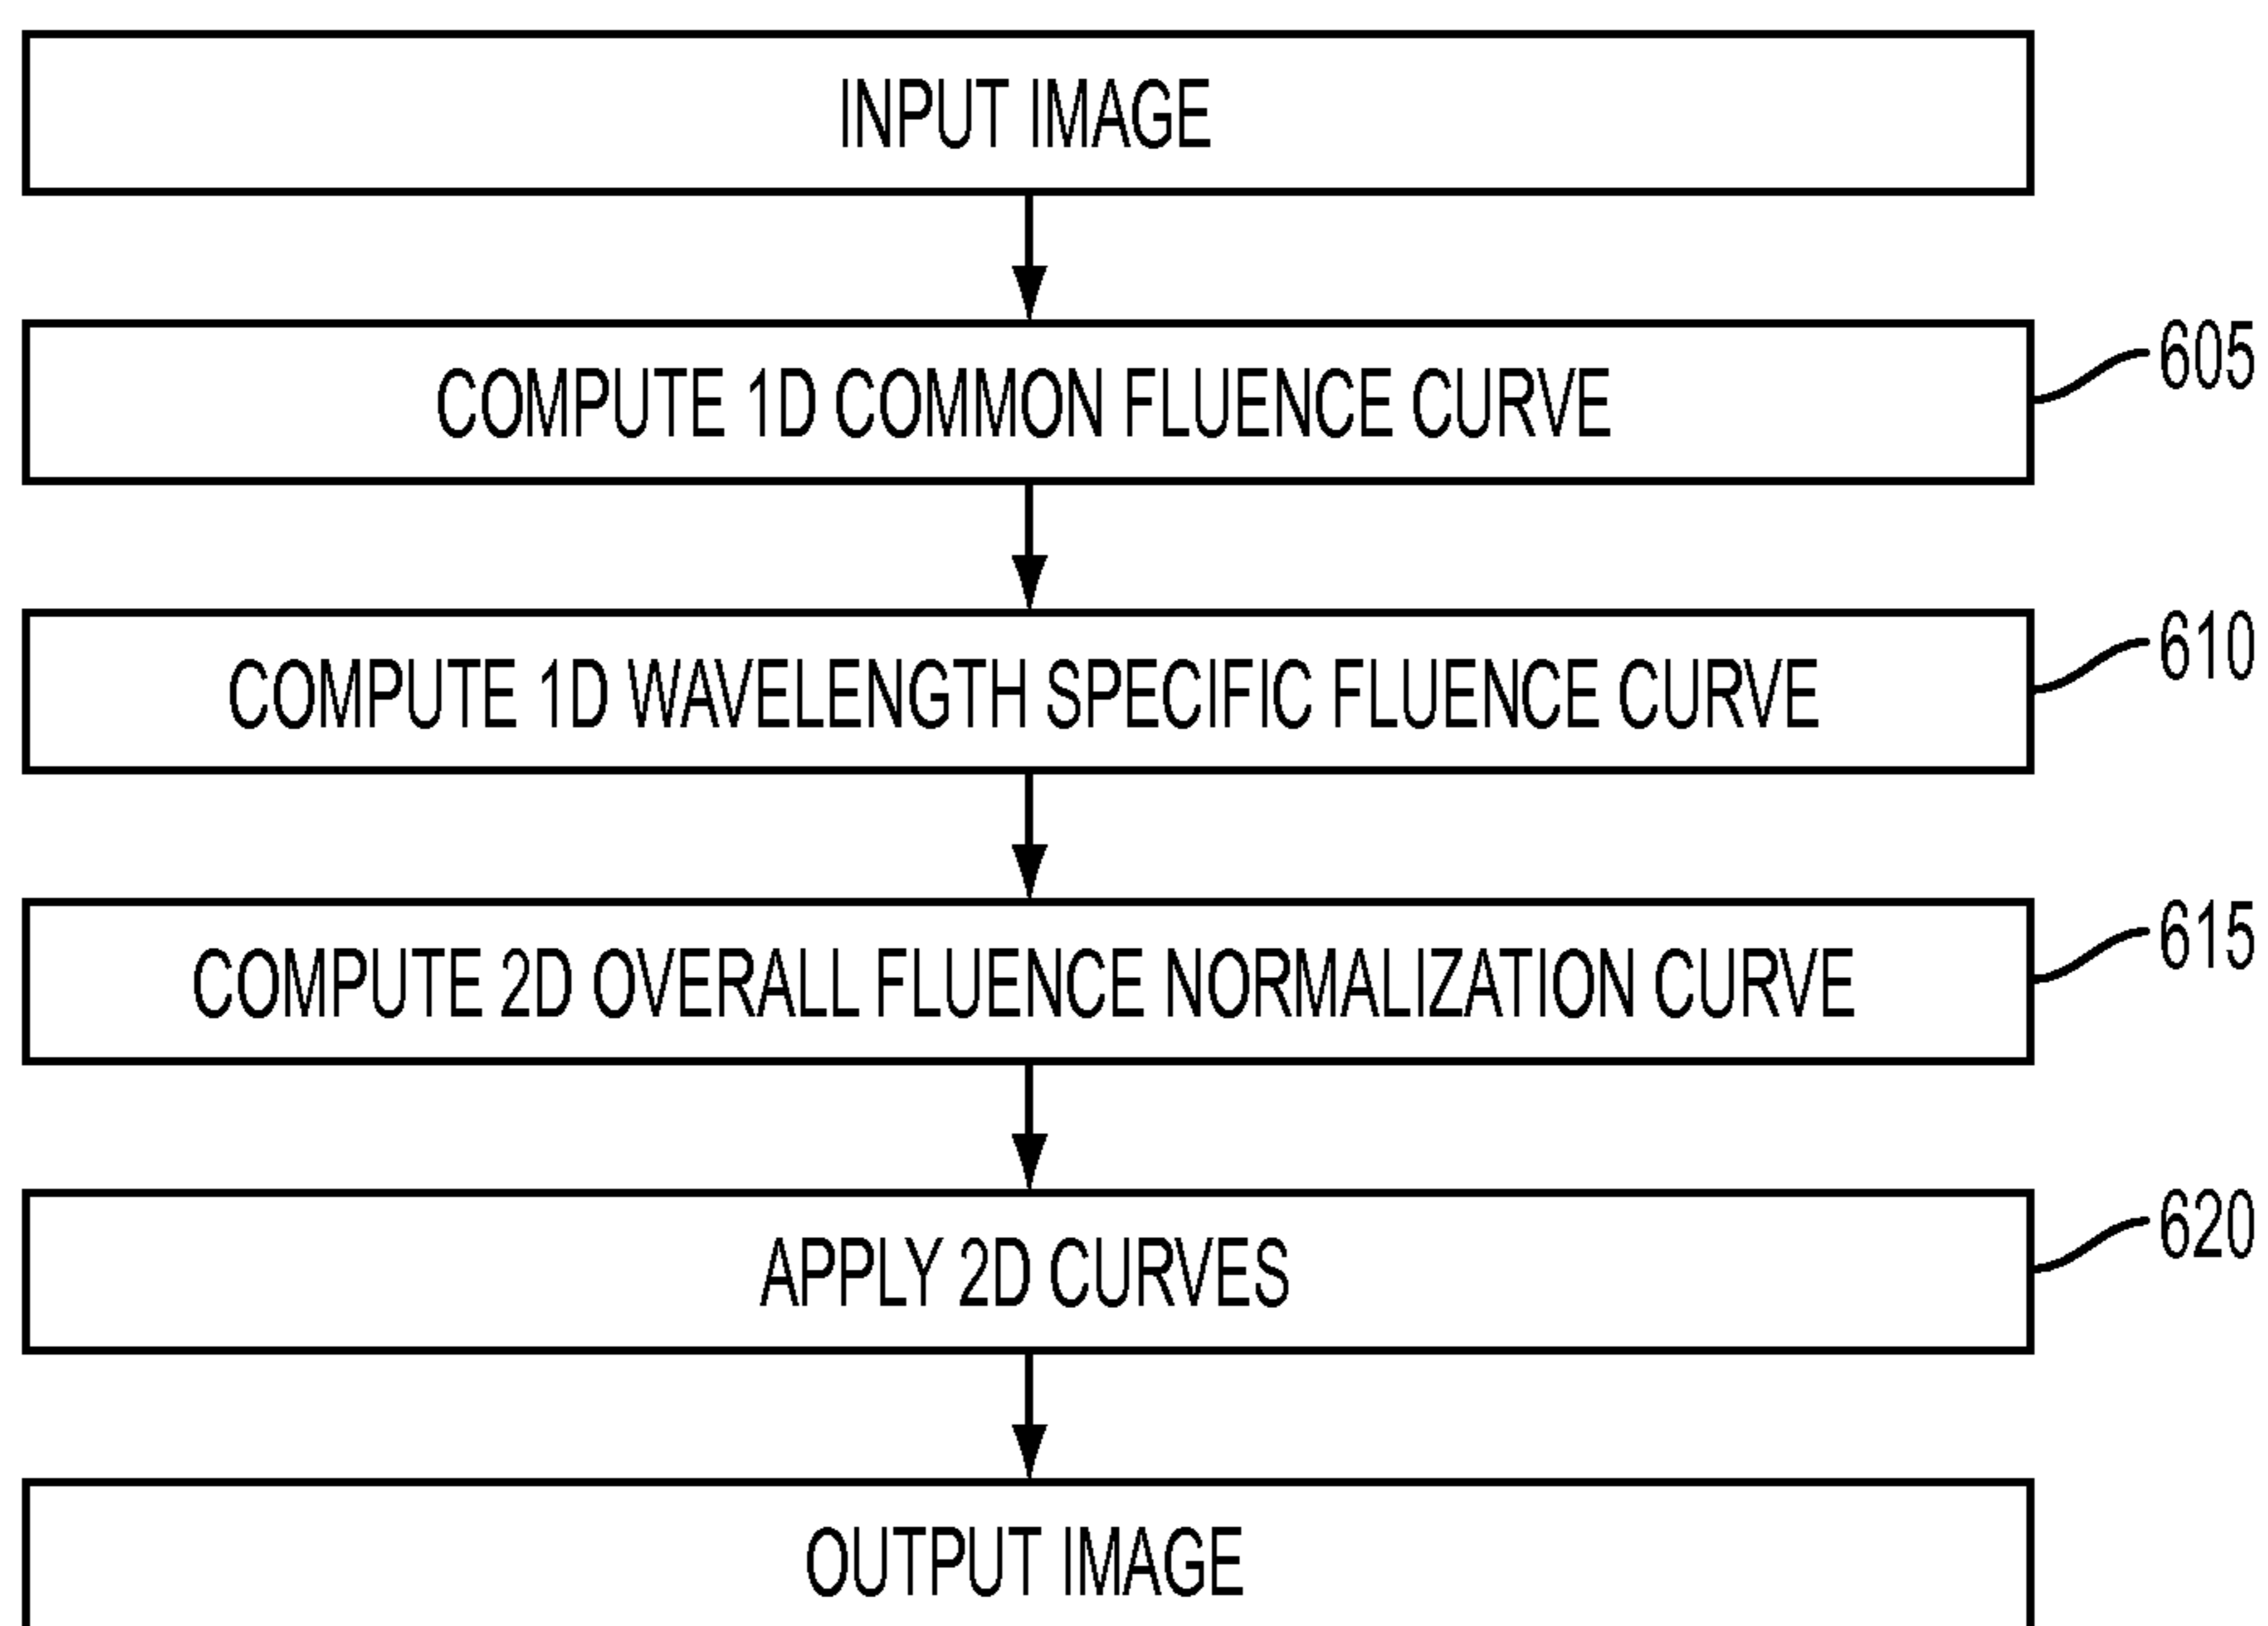 INPUT IMAGE
COMPUTE 1D COMMON FLUENCE CURVE
605
COMPUTE 1D WAVELENGTH SPECIFIC FLUENCE CURVE
610
COMPUTE 2D OVERALL FLUENCE NORMALIZATION CURVE
615
APPLY 2D CURVES
620
OUTPUT IMAGE